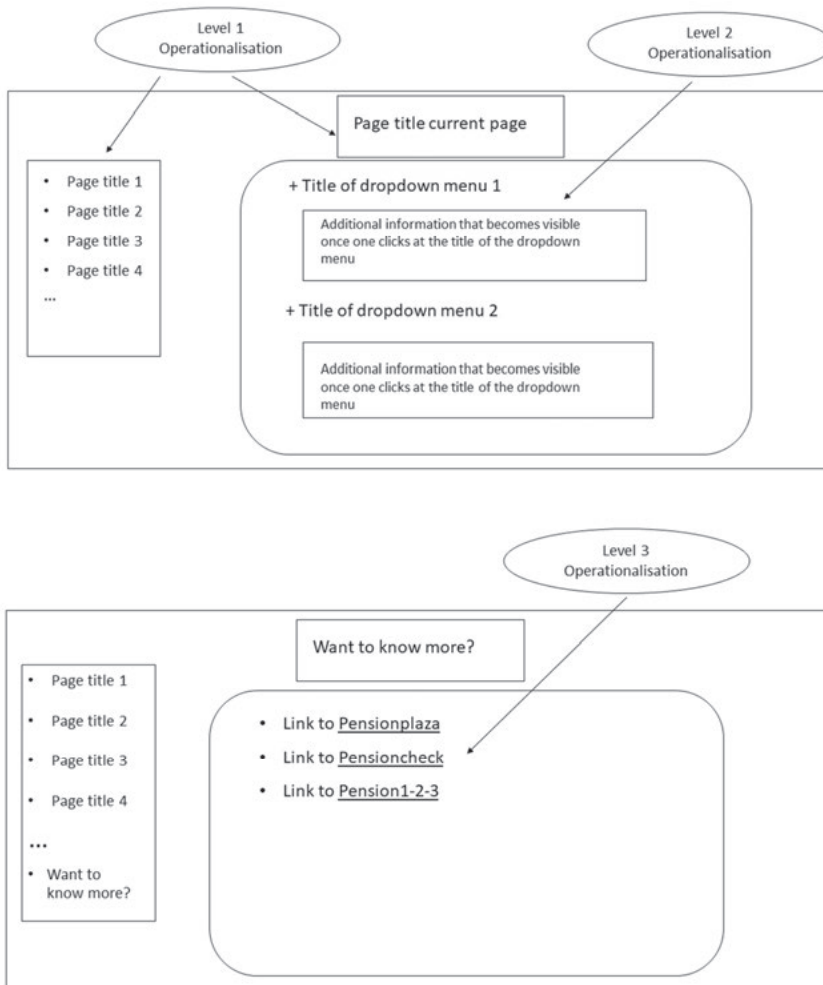 Level 1
Operationalisation
Level 2
Operationalisation
Page title current page
• Page title 1
• Page title 2
• Page title 3
• Page title 4
...
+ Title of dropdown menu 1
Additional information that becomes visible
once one clicks at the title of the dropdown
menu
+ Title of dropdown menu 2
Additional information that becomes visible
once one clicks at the title of the dropdown
menu
Level 3
Operationalisation
Want to know more?
• Page title 1
• Page title 2
• Page title 3
• Page title 4
...
• Want to
know more?
• Link to Pensionplaza
• Link to Pensioncheck
• Link to Pension1-2-3